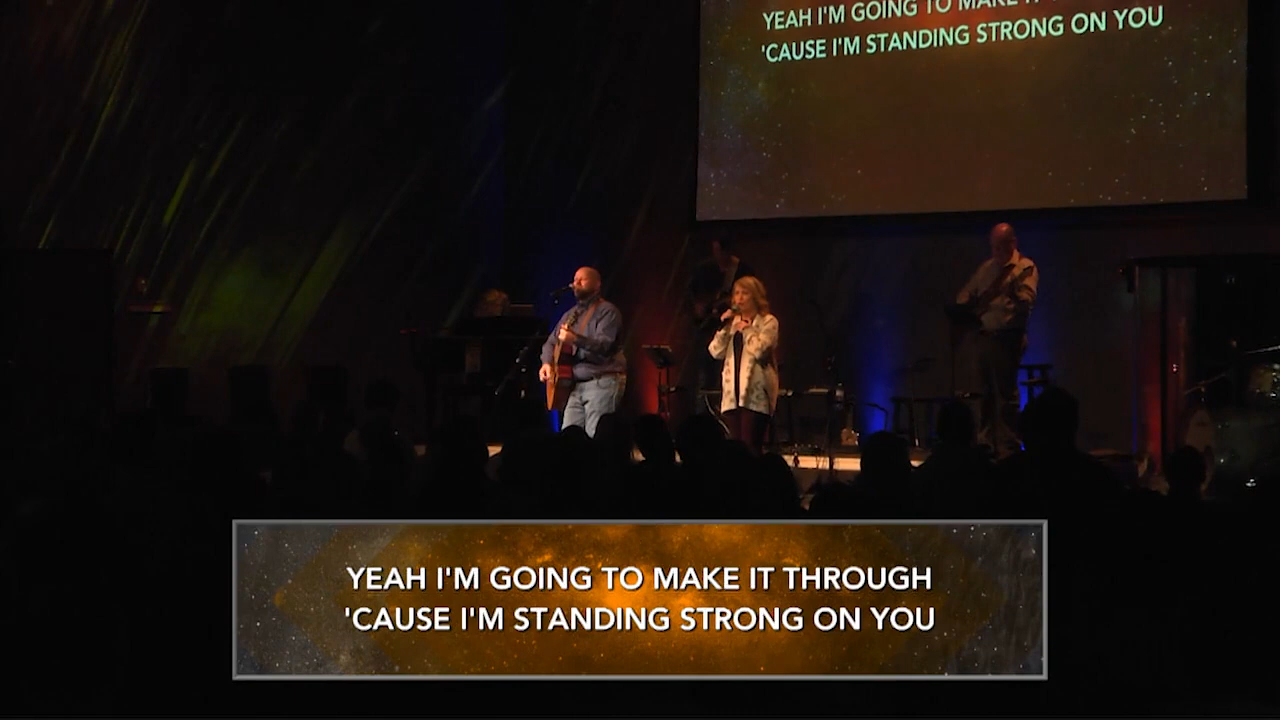 YEAH I'M GOING TO MAKE IT
'CAUSE I'M STANDING STRONG ON YOU
YEAH I'M GOING TO MAKE IT THROUGH
'CAUSE I'M STANDING STRONG ON YOU